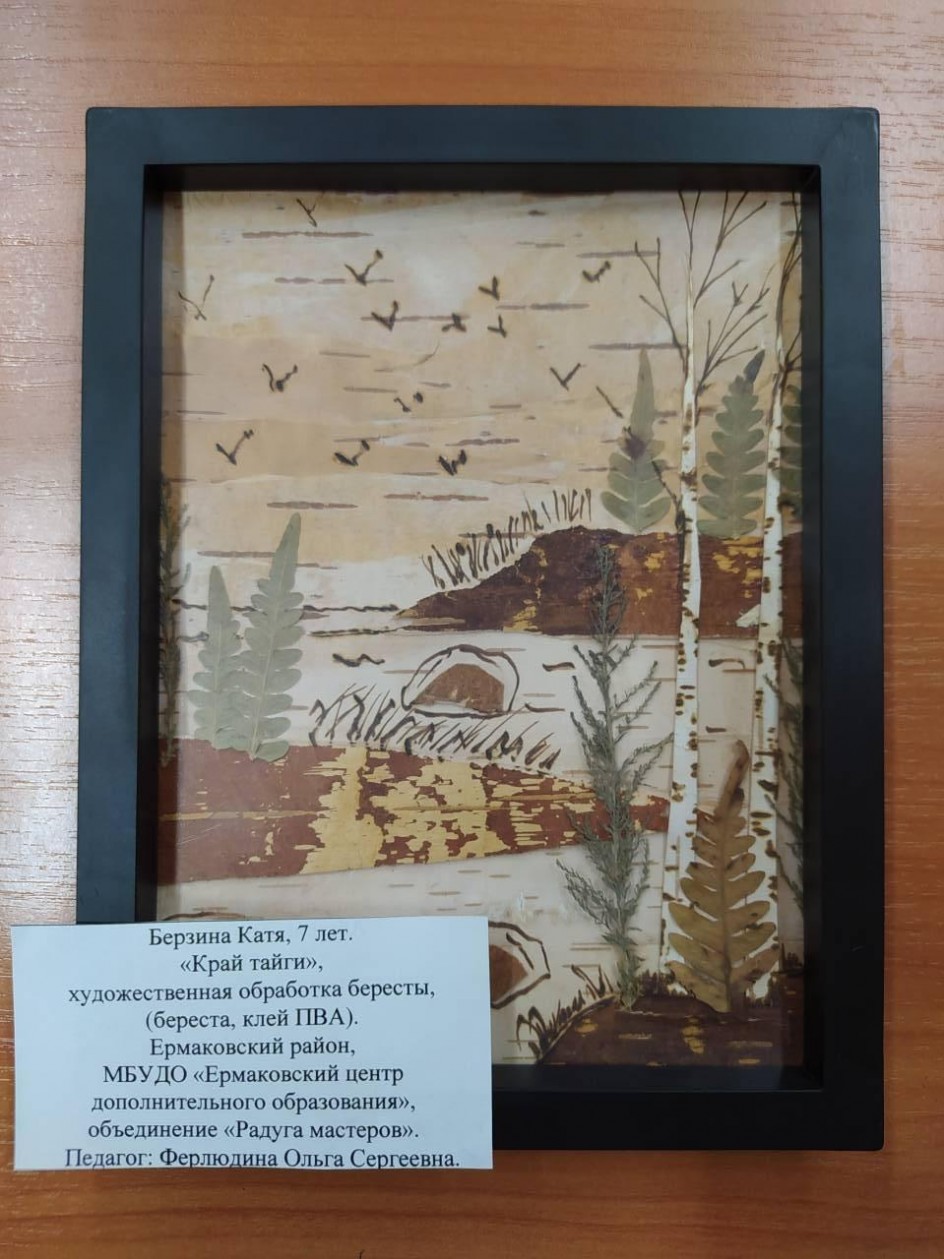 Берзина Катя, 7 лет.
«Край тайги»,
художественная обработка бересты,
(береста, клей ПВА).
Ермаковский район,
МБУДО «Ермаковский центр
дополнительного образования»,
объединение «Радуга мастеров».
Педагог: Ферлюдина Ольга Сергеевна.